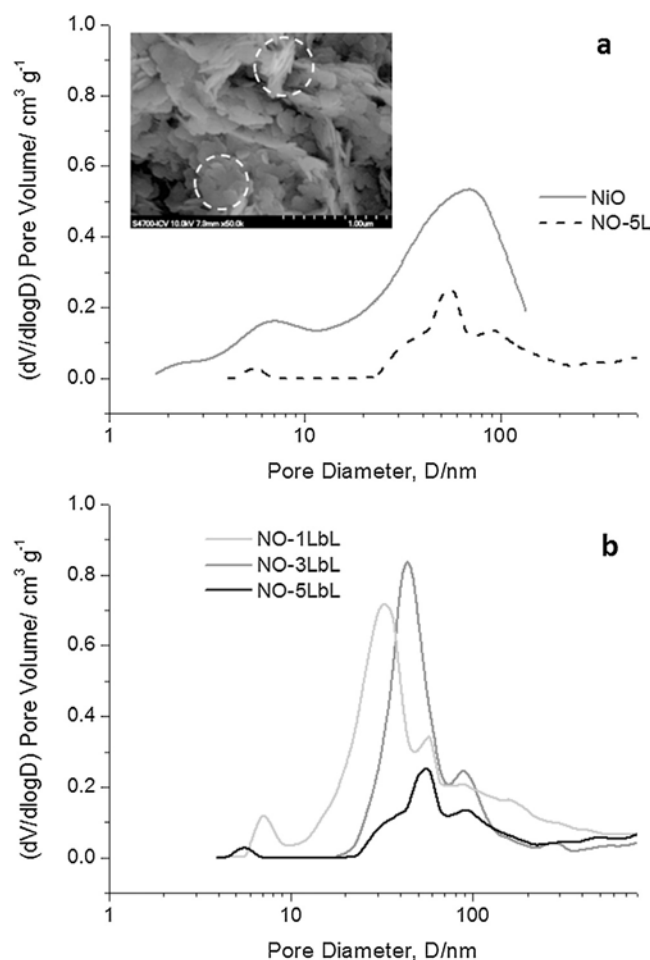 1.0
a
0.8
0.6
0.4
0.2
0.0
(dV/dlogD) Pore Volume/ cm³ g⁻¹
S4700-ICV 10.0kV 7.9mm x50.0k 1.00um
NiO
NO-5L
1
10
100
Pore Diameter, D/nm
1.0
b
0.8
0.6
0.4
0.2
0.0
(dV/dlogD) Pore Volume/ cm³ g⁻¹
NO-1LbL
NO-3LbL
NO-5LbL
1
10
100
Pore Diameter, D/nm